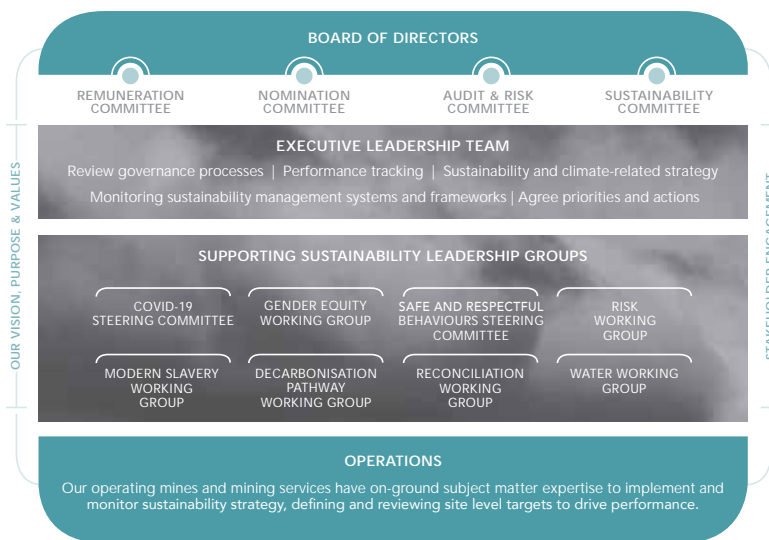 BOARD OF DIRECTORS
REMUNERATION
COMMITTEE
NOMINATION
COMMITTEE
AUDIT & RISK
COMMITTEE
SUSTAINABILITY
COMMITTEE
OUR VISION, PURPOSE & VALUES
EXECUTIVE LEADERSHIP TEAM
Review governance processes | Performance tracking | Sustainability and climate-related strategy
Monitoring sustainability management systems and frameworks | Agree priorities and actions
SUPPORTING SUSTAINABILITY LEADERSHIP GROUPS
COVID-19
STEERING COMMITTEE
GENDER EQUITY
WORKING GROUP
SAFE AND RESPECTFUL
BEHAVIOURS STEERING
COMMITTEE
RISK
WORKING
GROUP
MODERN SLAVERY
WORKING
GROUP
DECARBONISATION
PATHWAY
WORKING GROUP
RECONCILIATION
WORKING
GROUP
WATER WORKING
GROUP
OPERATIONS
Our operating mines and mining services have on-ground subject matter expertise to implement and
monitor sustainability strategy, defining and reviewing site level targets to drive performance.